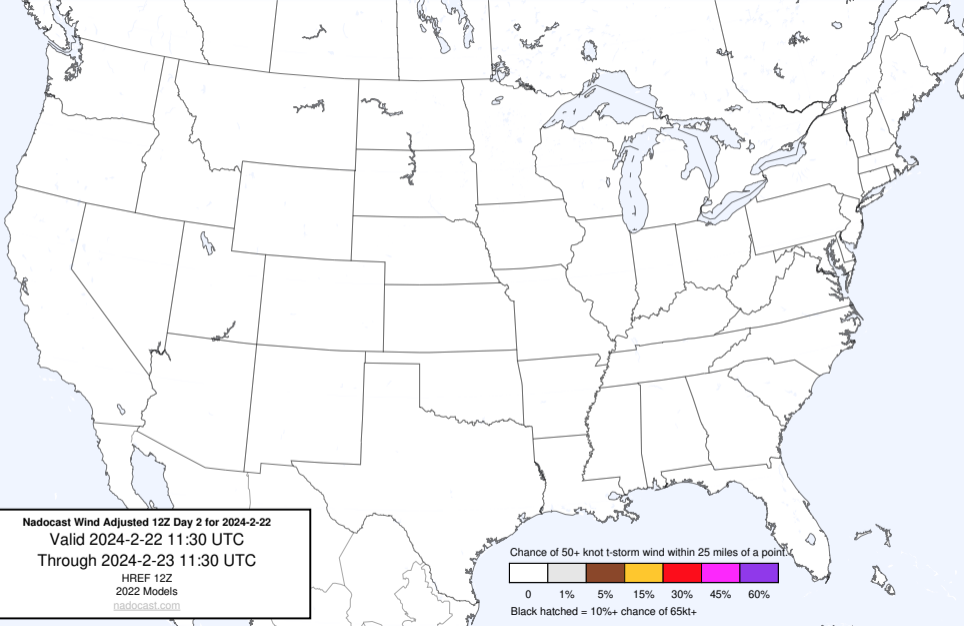 Nadocast Wind Adjusted 12Z Day 2 for 2024-2-22
Valid 2024-2-22 11:30 UTC
Through 2024-2-23 11:30 UTC
HREF 12Z
2022 Models
nadocast.com
Chance of 50+ knot t-storm wind within 25 miles of a point.
0 1% 5% 15% 30% 45% 60%
Black hatched = 10%+ chance of 65kt+